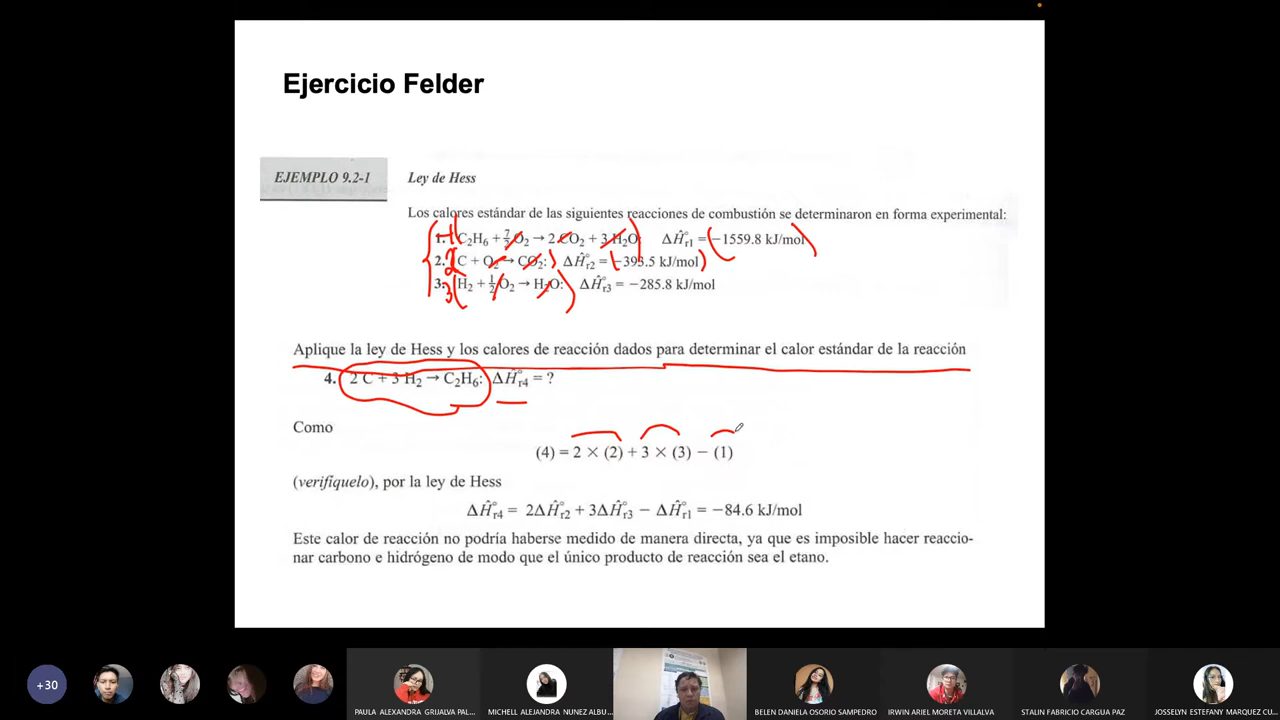 Ejercicio Felder
EJEMPLO 9.2-1
Ley de Hess
Los calores estándar de las siguientes reacciones de combustión se determinaron en forma experimental:
1. C₂H₆ + 7/2 O₂ → 2 CO₂ + 3 H₂O: ΔĤ°r1 = −1559.8 kJ/mol
2. C + O₂ → CO₂: ΔĤ°r2 = −393.5 kJ/mol
3. H₂ + 1/2 O₂ → H₂O: ΔĤ°r3 = −285.8 kJ/mol
Aplique la ley de Hess y los calores de reacción dados para determinar el calor estándar de la reacción
4. 2 C + 3 H₂ → C₂H₆: ΔĤ°r4 = ?
Como
(4) = 2 × (2) + 3 × (3) − (1)
(verifíquelo), por la ley de Hess
ΔĤ°r4 = 2ΔĤ°r2 + 3ΔĤ°r3 − ΔĤ°r1 = −84.6 kJ/mol
Este calor de reacción no podría haberse medido de manera directa, ya que es imposible hacer reaccio-
nar carbono e hidrógeno de modo que el único producto de reacción sea el etano.
+30
PAULA ALEXANDRA GRIJALVA PAL...
MICHELL ALEJANDRA NUNEZ ALBU...
BELEN DANIELA OSORIO SAMPEDRO
IRWIN ARIEL MORETA VILLALVA
STALIN FABRICIO CARGUA PAZ
JOSSELYN ESTEFANY MARQUEZ CU...